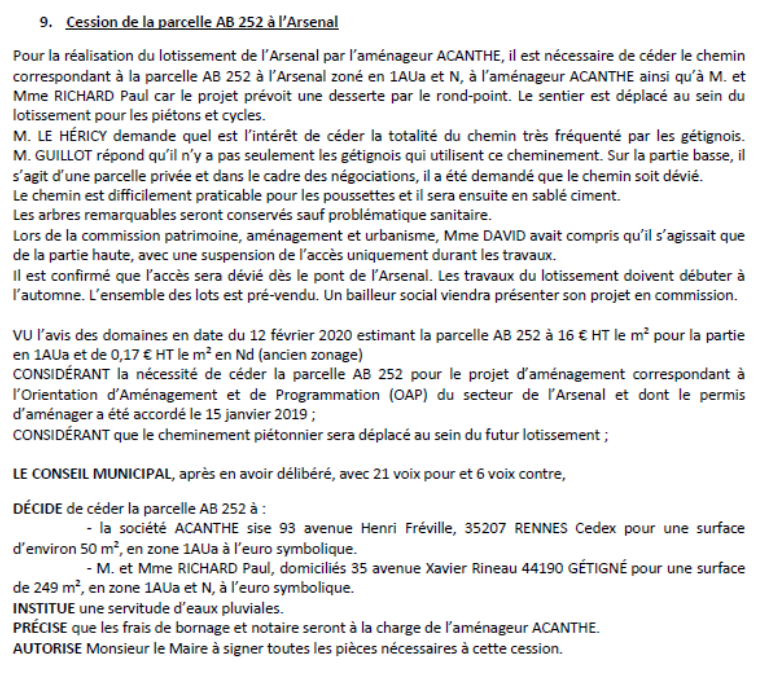 9. Cession de la parcelle AB 252 à l'Arsenal
Pour la réalisation du lotissement de l'Arsenal par l'aménageur ACANTHE, il est nécessaire de céder le chemin
correspondant à la parcelle AB 252 à l'Arsenal zoné en 1AUa et N, à l'aménageur ACANTHE ainsi qu'à M. et
Mme RICHARD Paul car le projet prévoit une desserte par le rond-point. Le sentier est déplacé au sein du
lotissement pour les piétons et cycles.
M. LE HÉRICY demande quel est l'intérêt de céder la totalité du chemin très fréquenté par les gétignois.
M. GUILLOT répond qu'il n'y a pas seulement les gétignois qui utilisent ce cheminement. Sur la partie basse, il
s'agit d'une parcelle privée et dans le cadre des négociations, il a été demandé que le chemin soit dévié.
Le chemin est difficilement praticable pour les poussettes et il sera ensuite en sablé ciment.
Les arbres remarquables seront conservés sauf problématique sanitaire.
Lors de la commission patrimoine, aménagement et urbanisme, Mme DAVID avait compris qu'il s'agissait que
de la partie haute, avec une suspension de l'accès uniquement durant les travaux.
Il est confirmé que l'accès sera dévié dès le pont de l'Arsenal. Les travaux du lotissement doivent débuter à
l'automne. L'ensemble des lots est pré-vendu. Un bailleur social viendra présenter son projet en commission.
VU l'avis des domaines en date du 12 février 2020 estimant la parcelle AB 252 à 16 € HT le m² pour la partie
en 1AUa et de 0,17 € HT le m² en Nd (ancien zonage)
CONSIDÉRANT la nécessité de céder la parcelle AB 252 pour le projet d'aménagement correspondant à
l'Orientation d'Aménagement et de Programmation (OAP) du secteur de l'Arsenal et dont le permis
d'aménager a été accordé le 15 janvier 2019 ;
CONSIDÉRANT que le cheminement piétonnier sera déplacé au sein du futur lotissement ;
LE CONSEIL MUNICIPAL, après en avoir délibéré, avec 21 voix pour et 6 voix contre,
DÉCIDE de céder la parcelle AB 252 à :
- la société ACANTHE sise 93 avenue Henri Fréville, 35207 RENNES Cedex pour une surface
d'environ 50 m², en zone 1AUa à l'euro symbolique.
- M. et Mme RICHARD Paul, domiciliés 35 avenue Xavier Rineau 44190 GÉTIGNÉ pour une surface
de 249 m², en zone 1AUa et N, à l'euro symbolique.
INSTITUE une servitude d'eaux pluviales.
PRÉCISE que les frais de bornage et notaire seront à la charge de l'aménageur ACANTHE.
AUTORISE Monsieur le Maire à signer toutes les pièces nécessaires à cette cession.